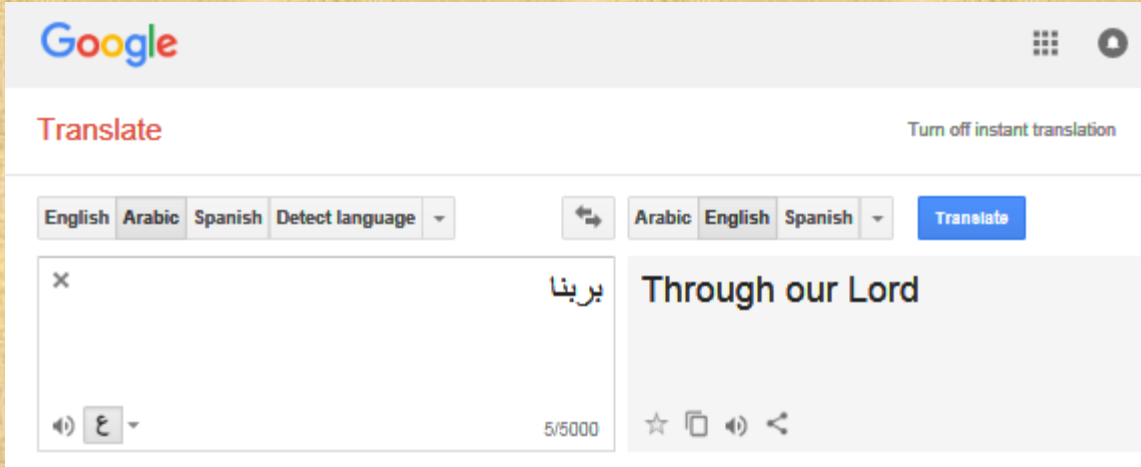 Google
Translate
Turn off instant translation
English Arabic Spanish Detect language
Arabic English Spanish Translate
بربنا
Through our Lord
ع
5/5000